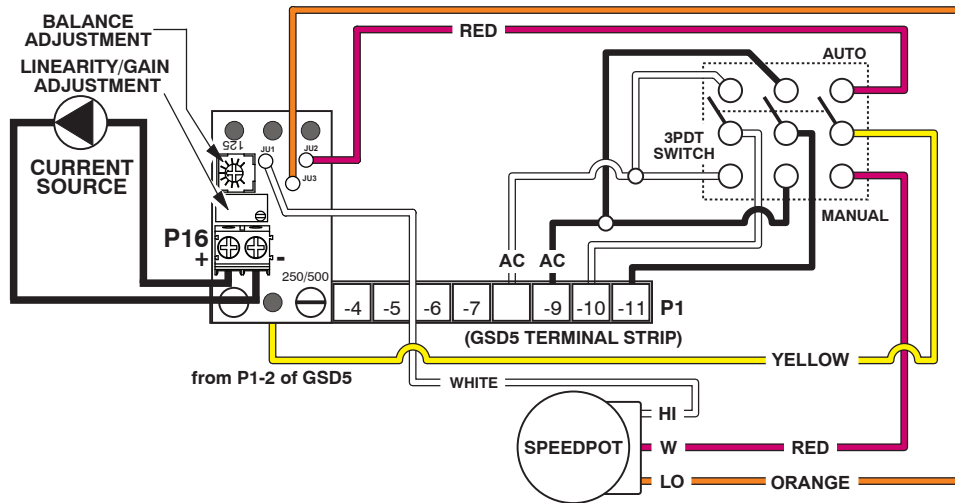 BALANCE
ADJUSTMENT
LINEARITY/GAIN
ADJUSTMENT
CURRENT
SOURCE
RED
AUTO
3PDT
SWITCH
MANUAL
125
JU1
JU2
JU3
P16
+
-
250/500
AC
AC
-4
-5
-6
-7
-9
-10
-11
P1
(GSD5 TERMINAL STRIP)
YELLOW
from P1-2 of GSD5
WHITE
HI
SPEEDPOT
W
RED
LO
ORANGE